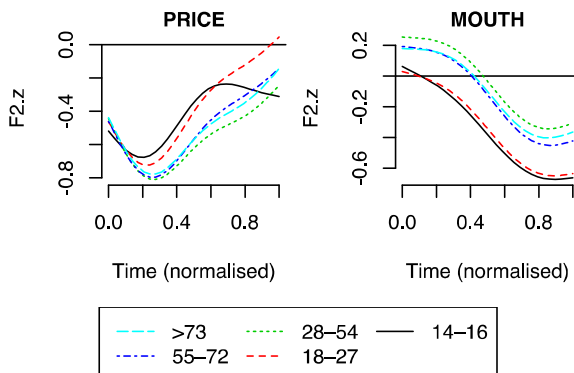 PRICE
MOUTH
F2.z
0.0
-0.4
-0.8
0.0 0.4 0.8
Time (normalised)
F2.z
0.2
-0.2
-0.6
0.0 0.4 0.8
Time (normalised)
>73 28–54 14–16
55–72 18–27